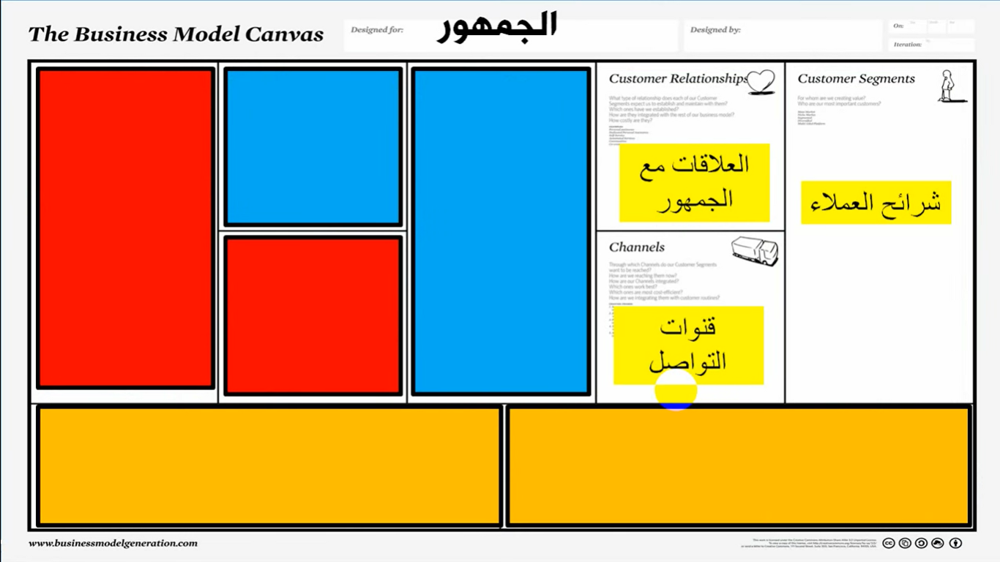 The Business Model Canvas
Designed for:
الجمهور
Designed by:
On:
Iteration:
Customer Relationships
What type of relationship does each of our Customer
Segments expect us to establish and maintain with them?
Which ones have we established?
How are they integrated with the rest of our business model?
How costly are they?
العلاقات مع
الجمهور
Channels
Through which Channels do our Customer Segments
want to be reached?
How are we reaching them now?
How are our Channels integrated?
Which ones work best?
Which ones are most cost-efficient?
How are we integrating them with customer routines?
قنوات
التواصل
Customer Segments
For whom are we creating value?
Who are our most important customers?
شرائح العملاء
www.businessmodelgeneration.com